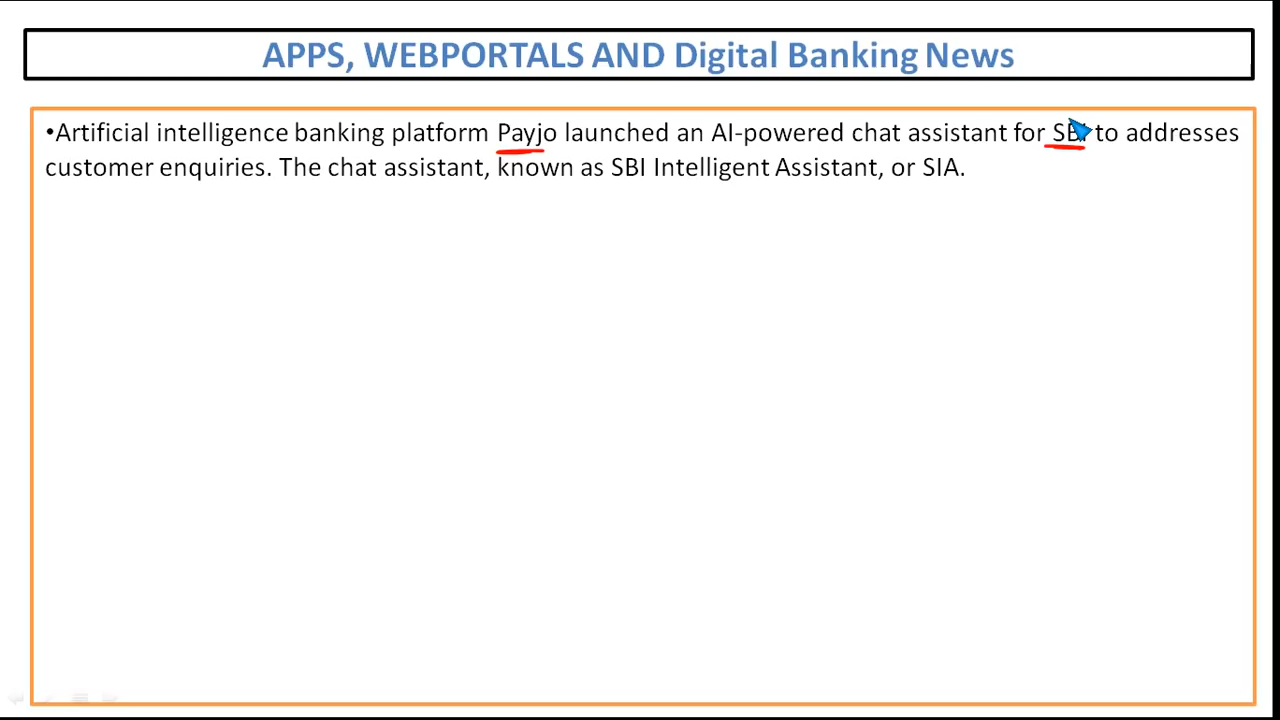 APPS, WEBPORTALS AND Digital Banking News
•Artificial intelligence banking platform Payjo launched an AI-powered chat assistant for SBI to addresses
customer enquiries. The chat assistant, known as SBI Intelligent Assistant, or SIA.